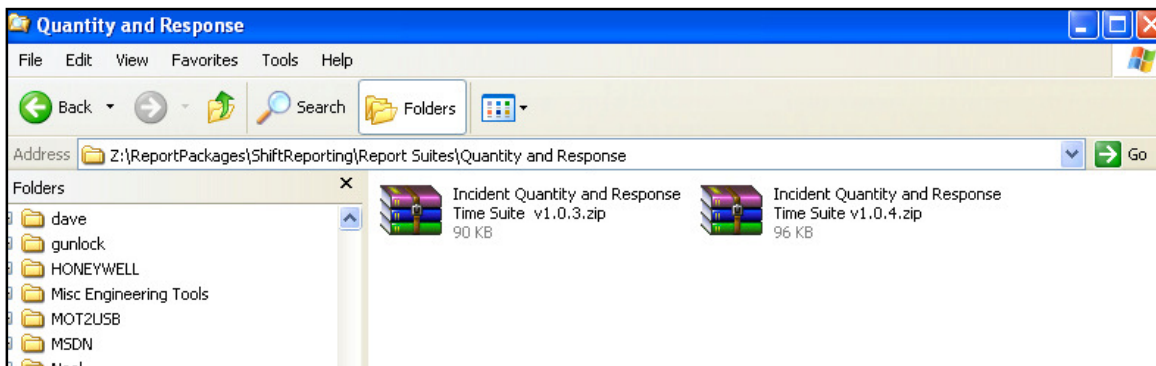 Quantity and Response
File Edit View Favorites Tools Help
Back Search Folders
Address Z:\ReportPackages\ShiftReporting\Report Suites\Quantity and Response Go
Folders
dave
gunlock
HONEYWELL
Misc Engineering Tools
MOT2USB
MSDN
Incident Quantity and Response
Time Suite v1.0.3.zip
90 KB
Incident Quantity and Response
Time Suite v1.0.4.zip
96 KB